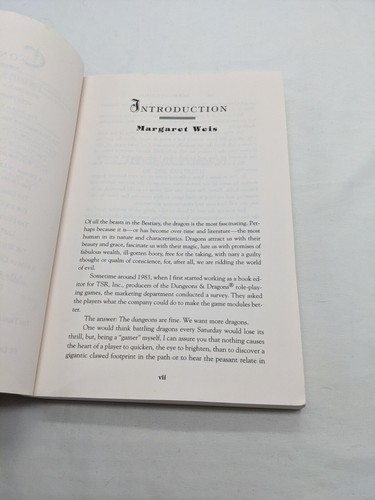 INTRODUCTION
Margaret Weis
Of all the beasts in the Bestiary, the dragon is the most fascinating. Per-
haps because it is—or has become over time and literature—the most
human in its nature and characteristics. Dragons attract us with their
beauty and grace, fascinate us with their magic, lure us with promises of
fabulous wealth, ill-gotten booty, free for the taking, with nary a guilty
thought or qualm of conscience, for, after all, we are ridding the world
of evil.
Sometime around 1983, when I first started working as a book ed-
itor for TSR, Inc., producers of the Dungeons & Dragons® role-play-
ing games, the marketing department conducted a survey. They asked
the players what the company could do to make the game modules bet-
ter.
The answer: The dungeons are fine. We want more dragons.
One would think battling dragons every Saturday would lose its
thrill, but, being a "gamer" myself, I can assure you that nothing causes
the heart of a player to quicken, the eye to brighten, than to discover a
gigantic clawed footprint in the path or to hear the peasant relate in
vii